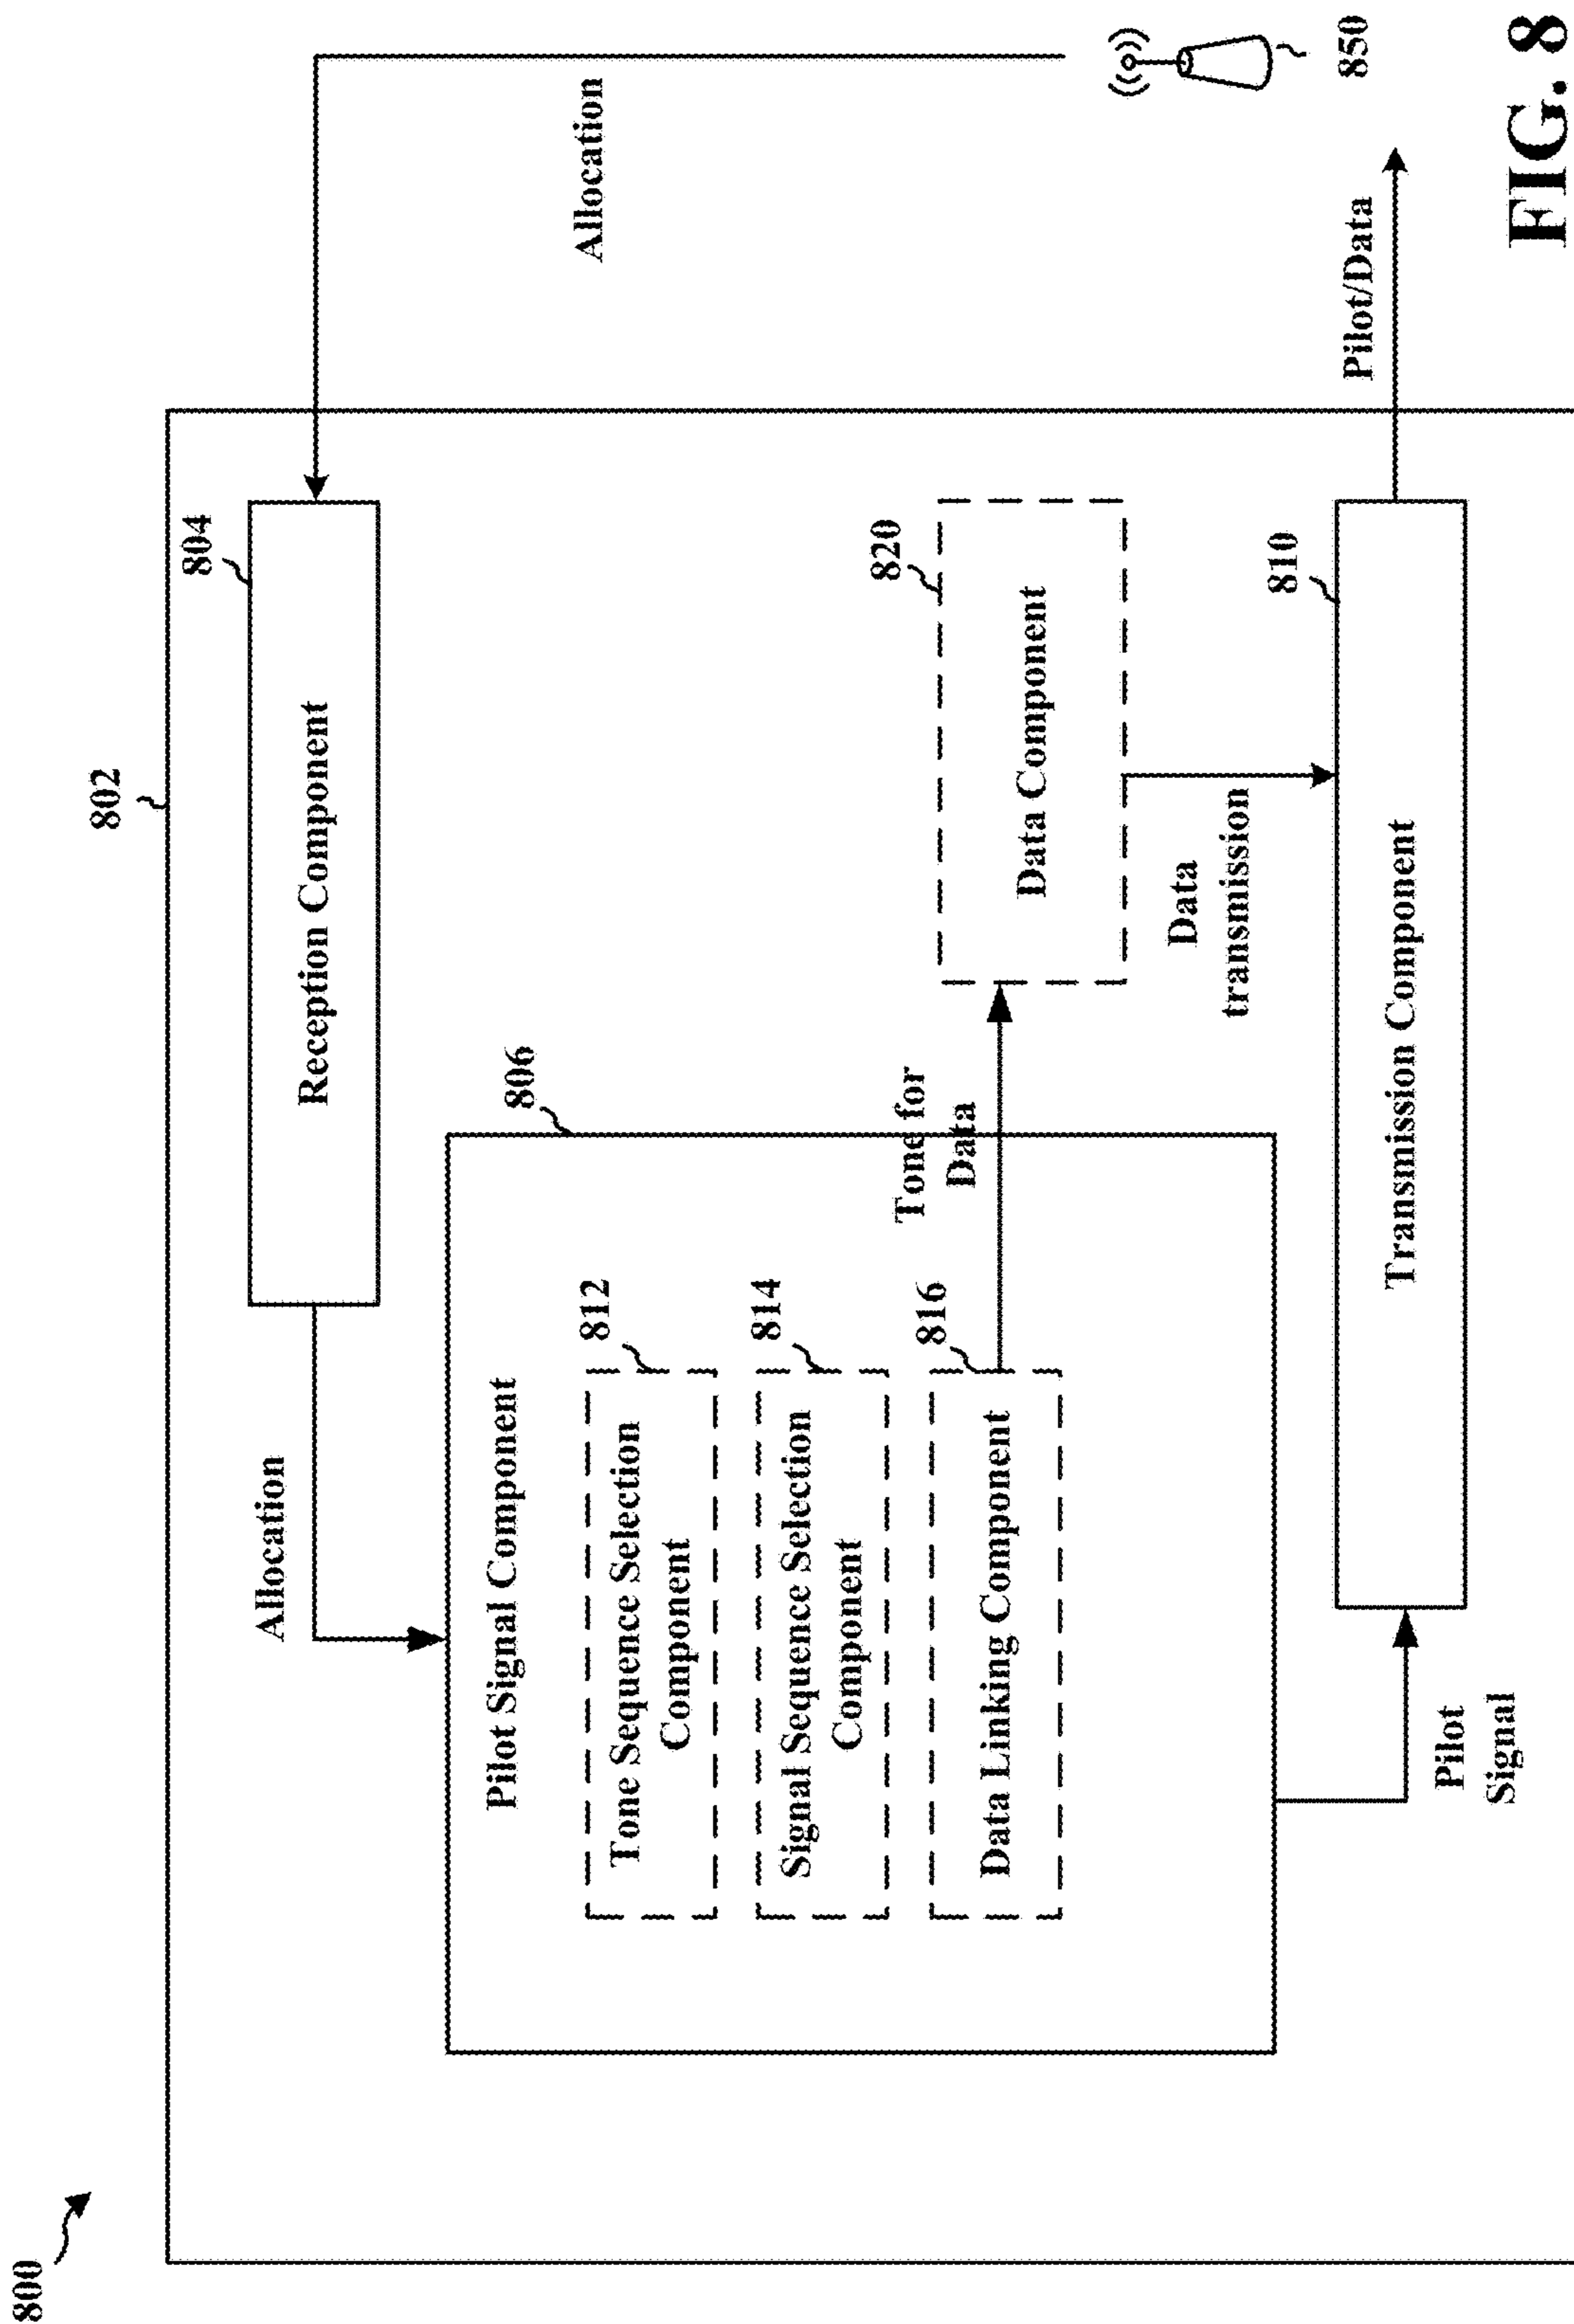 800
802
804
Reception Component
Allocation
Allocation
806
Pilot Signal Component
812
Tone Sequence Selection
Component
814
Signal Sequence Selection
Component
816
Data Linking Component
Tone for
Data
820
Data Component
Data
transmission
810
Transmission Component
Pilot
Signal
Pilot/Data
850
FIG. 8